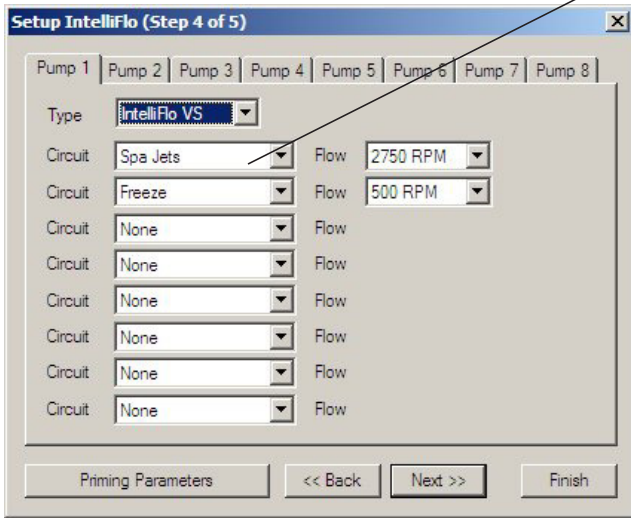 Setup IntelliFlo (Step 4 of 5)
Pump 1 Pump 2 Pump 3 Pump 4 Pump 5 Pump 6 Pump 7 Pump 8
Type IntelliFlo VS
Circuit Spa Jets Flow 2750 RPM
Circuit Freeze Flow 500 RPM
Circuit None Flow
Circuit None Flow
Circuit None Flow
Circuit None Flow
Circuit None Flow
Circuit None Flow
Priming Parameters << Back Next >> Finish